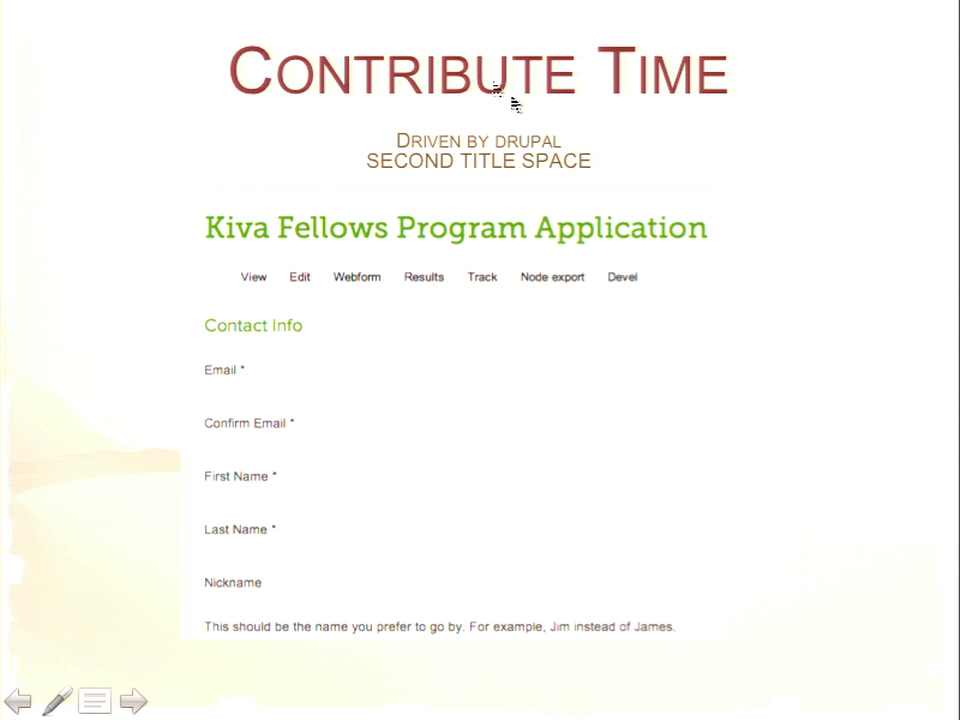 CONTRIBUTE TIME
DRIVEN BY DRUPAL
SECOND TITLE SPACE
Kiva Fellows Program Application
View Edit Webform Results Track Node export Devel
Contact Info
Email *
Confirm Email *
First Name *
Last Name *
Nickname
This should be the name you prefer to go by. For example, Jim instead of James.